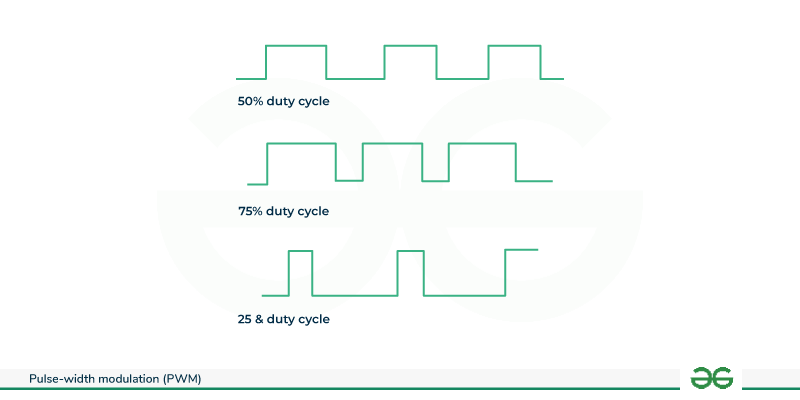 50% duty cycle
75% duty cycle
25 & duty cycle
Pulse-width modulation (PWM)